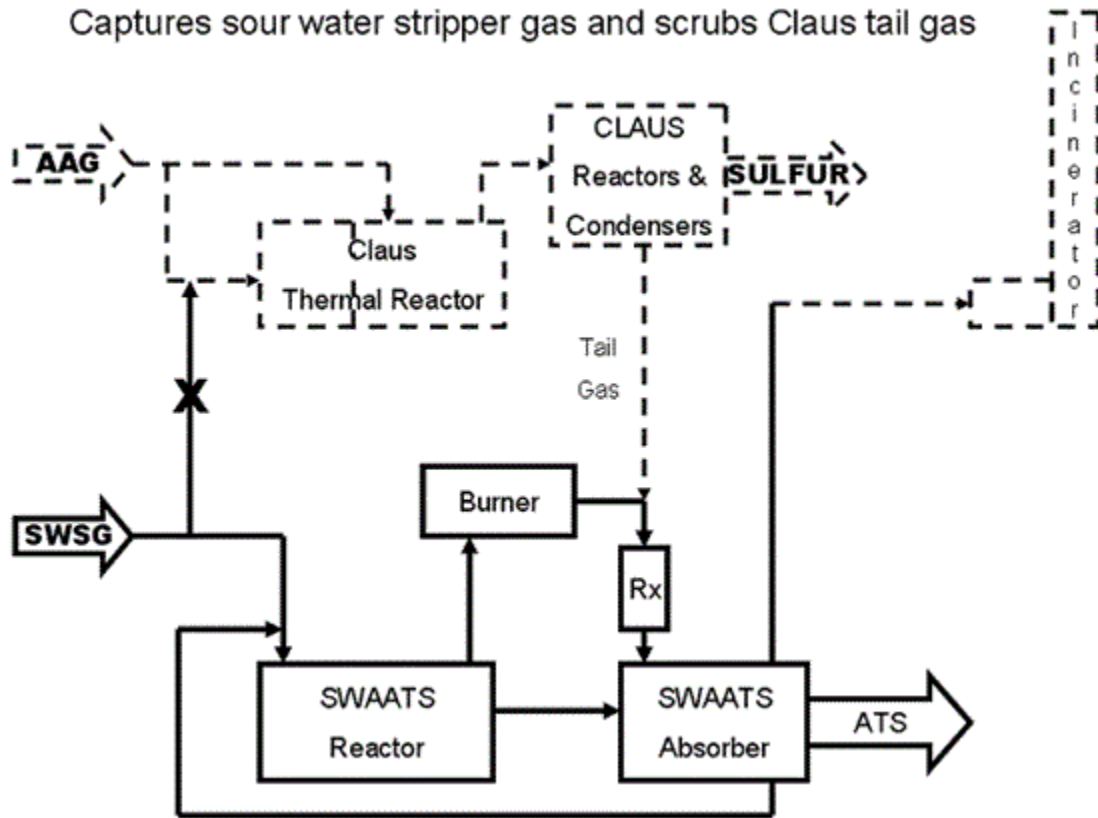 Captures sour water stripper gas and scrubs Claus tail gas
Incinerator
AAG
CLAUS
Reactors &
Condensers
SULFUR
Claus
Thermal Reactor
Tail
Gas
X
Burner
SWSG
Rx
SWAATS
Reactor
SWAATS
Absorber
ATS